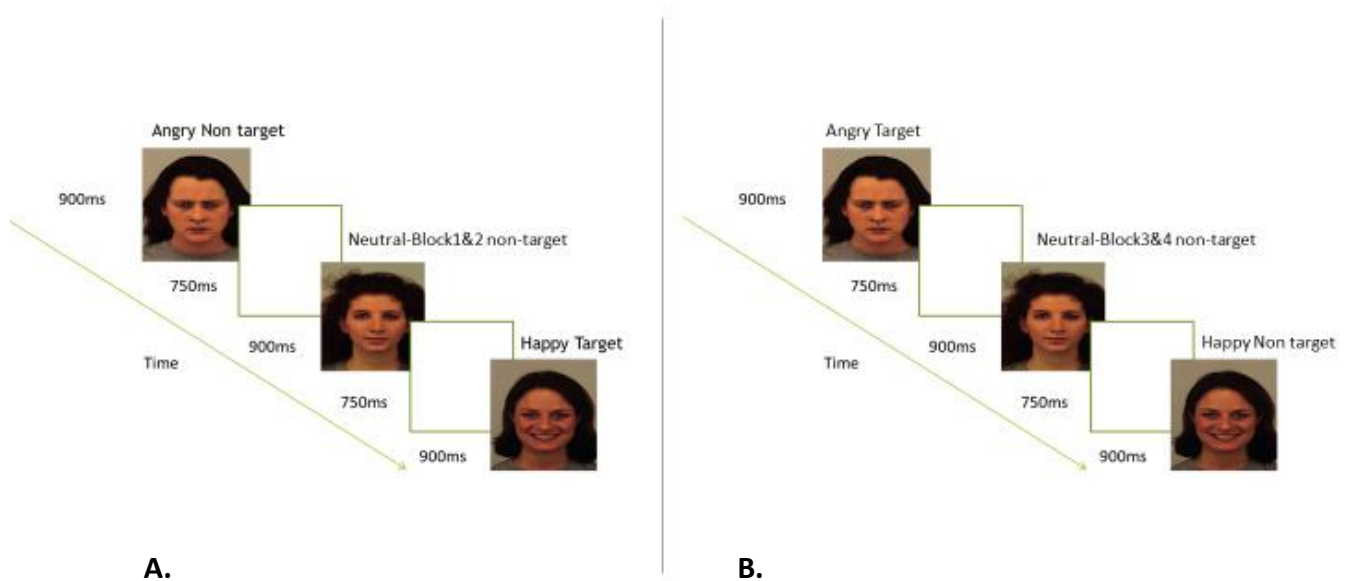 Angry Non target
900ms
Neutral-Block1&2 non-target
750ms
900ms
Happy Target
Time
750ms
900ms
A.
Angry Target
900ms
Neutral-Block3&4 non-target
750ms
900ms
Happy Non target
Time
750ms
900ms
B.